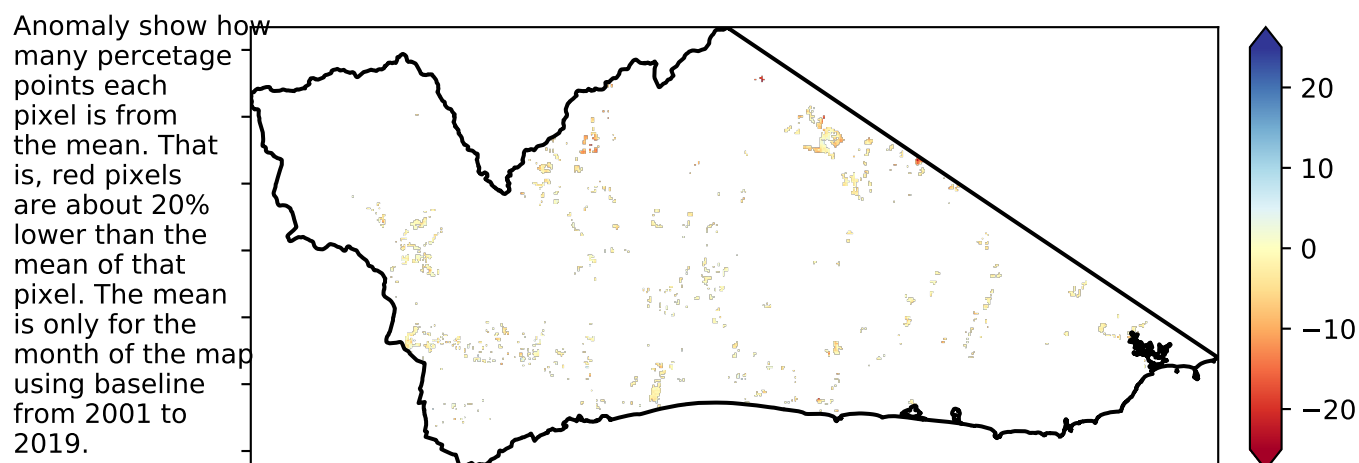 Anomaly show how
many percetage
points each
pixel is from
the mean. That
is, red pixels
are about 20%
lower than the
mean of that
pixel. The mean
is only for the
month of the map
using baseline
from 2001 to
2019.
20
10
0
−10
−20